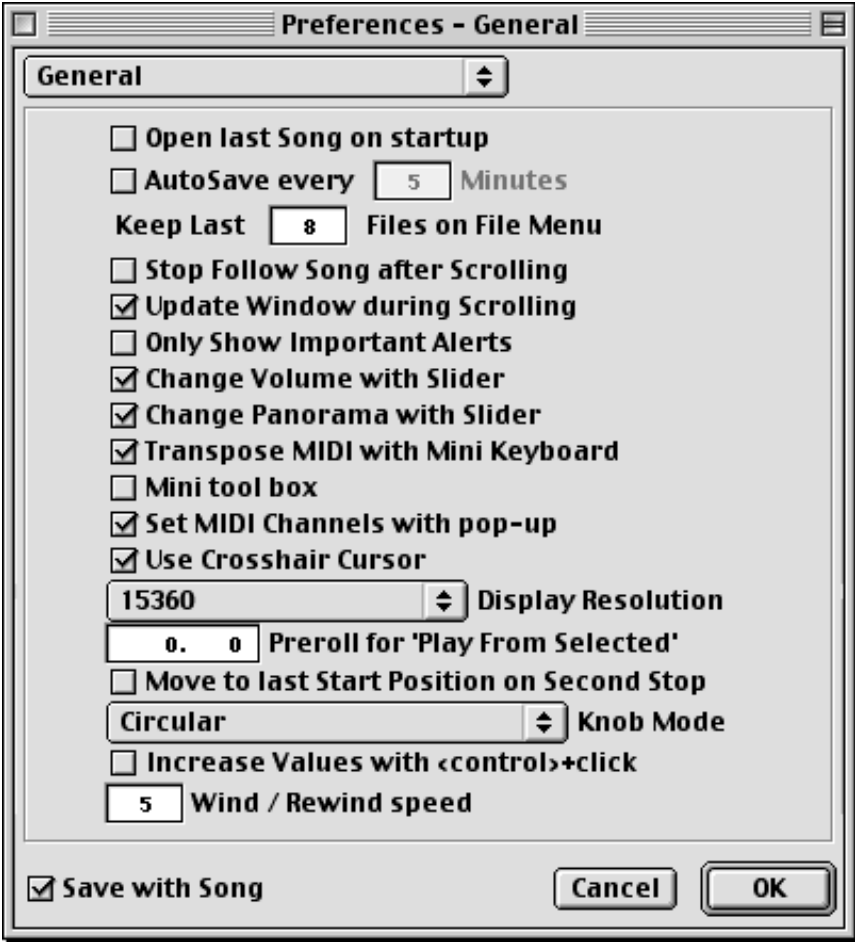 Preferences – General
General
Open last Song on startup
AutoSave every 5 Minutes
Keep Last 8 Files on File Menu
Stop Follow Song after Scrolling
Update Window during Scrolling
Only Show Important Alerts
Change Volume with Slider
Change Panorama with Slider
Transpose MIDI with Mini Keyboard
Mini tool box
Set MIDI Channels with pop-up
Use Crosshair Cursor
15360 Display Resolution
0. 0 Preroll for 'Play From Selected'
Move to last Start Position on Second Stop
Circular Knob Mode
Increase Values with <control>+click
5 Wind / Rewind speed
Save with Song Cancel OK